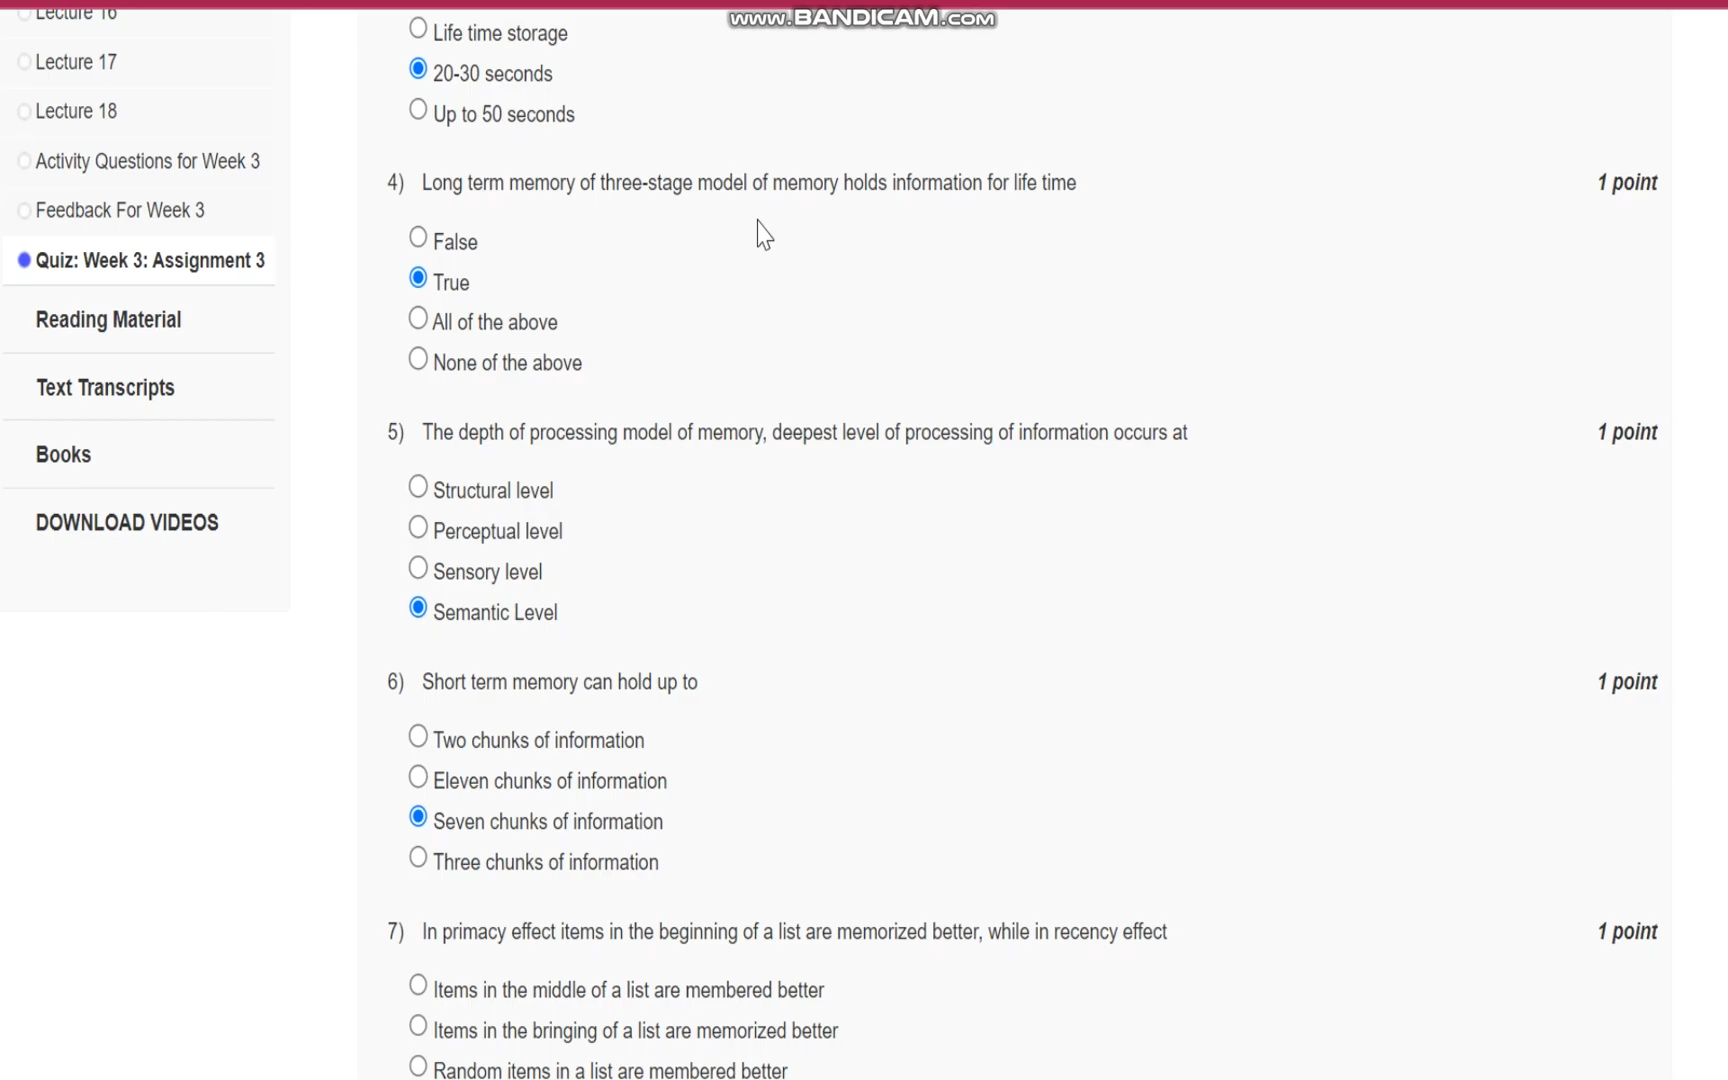 www.BANDICAM.com
Lecture 16
Lecture 17
Lecture 18
Activity Questions for Week 3
Feedback For Week 3
Quiz: Week 3: Assignment 3
Reading Material
Text Transcripts
Books
DOWNLOAD VIDEOS
Life time storage
20-30 seconds
Up to 50 seconds
4) Long term memory of three-stage model of memory holds information for life time 1 point
False
True
All of the above
None of the above
5) The depth of processing model of memory, deepest level of processing of information occurs at 1 point
Structural level
Perceptual level
Sensory level
Semantic Level
6) Short term memory can hold up to 1 point
Two chunks of information
Eleven chunks of information
Seven chunks of information
Three chunks of information
7) In primacy effect items in the beginning of a list are memorized better, while in recency effect 1 point
Items in the middle of a list are membered better
Items in the bringing of a list are memorized better
Random items in a list are membered better